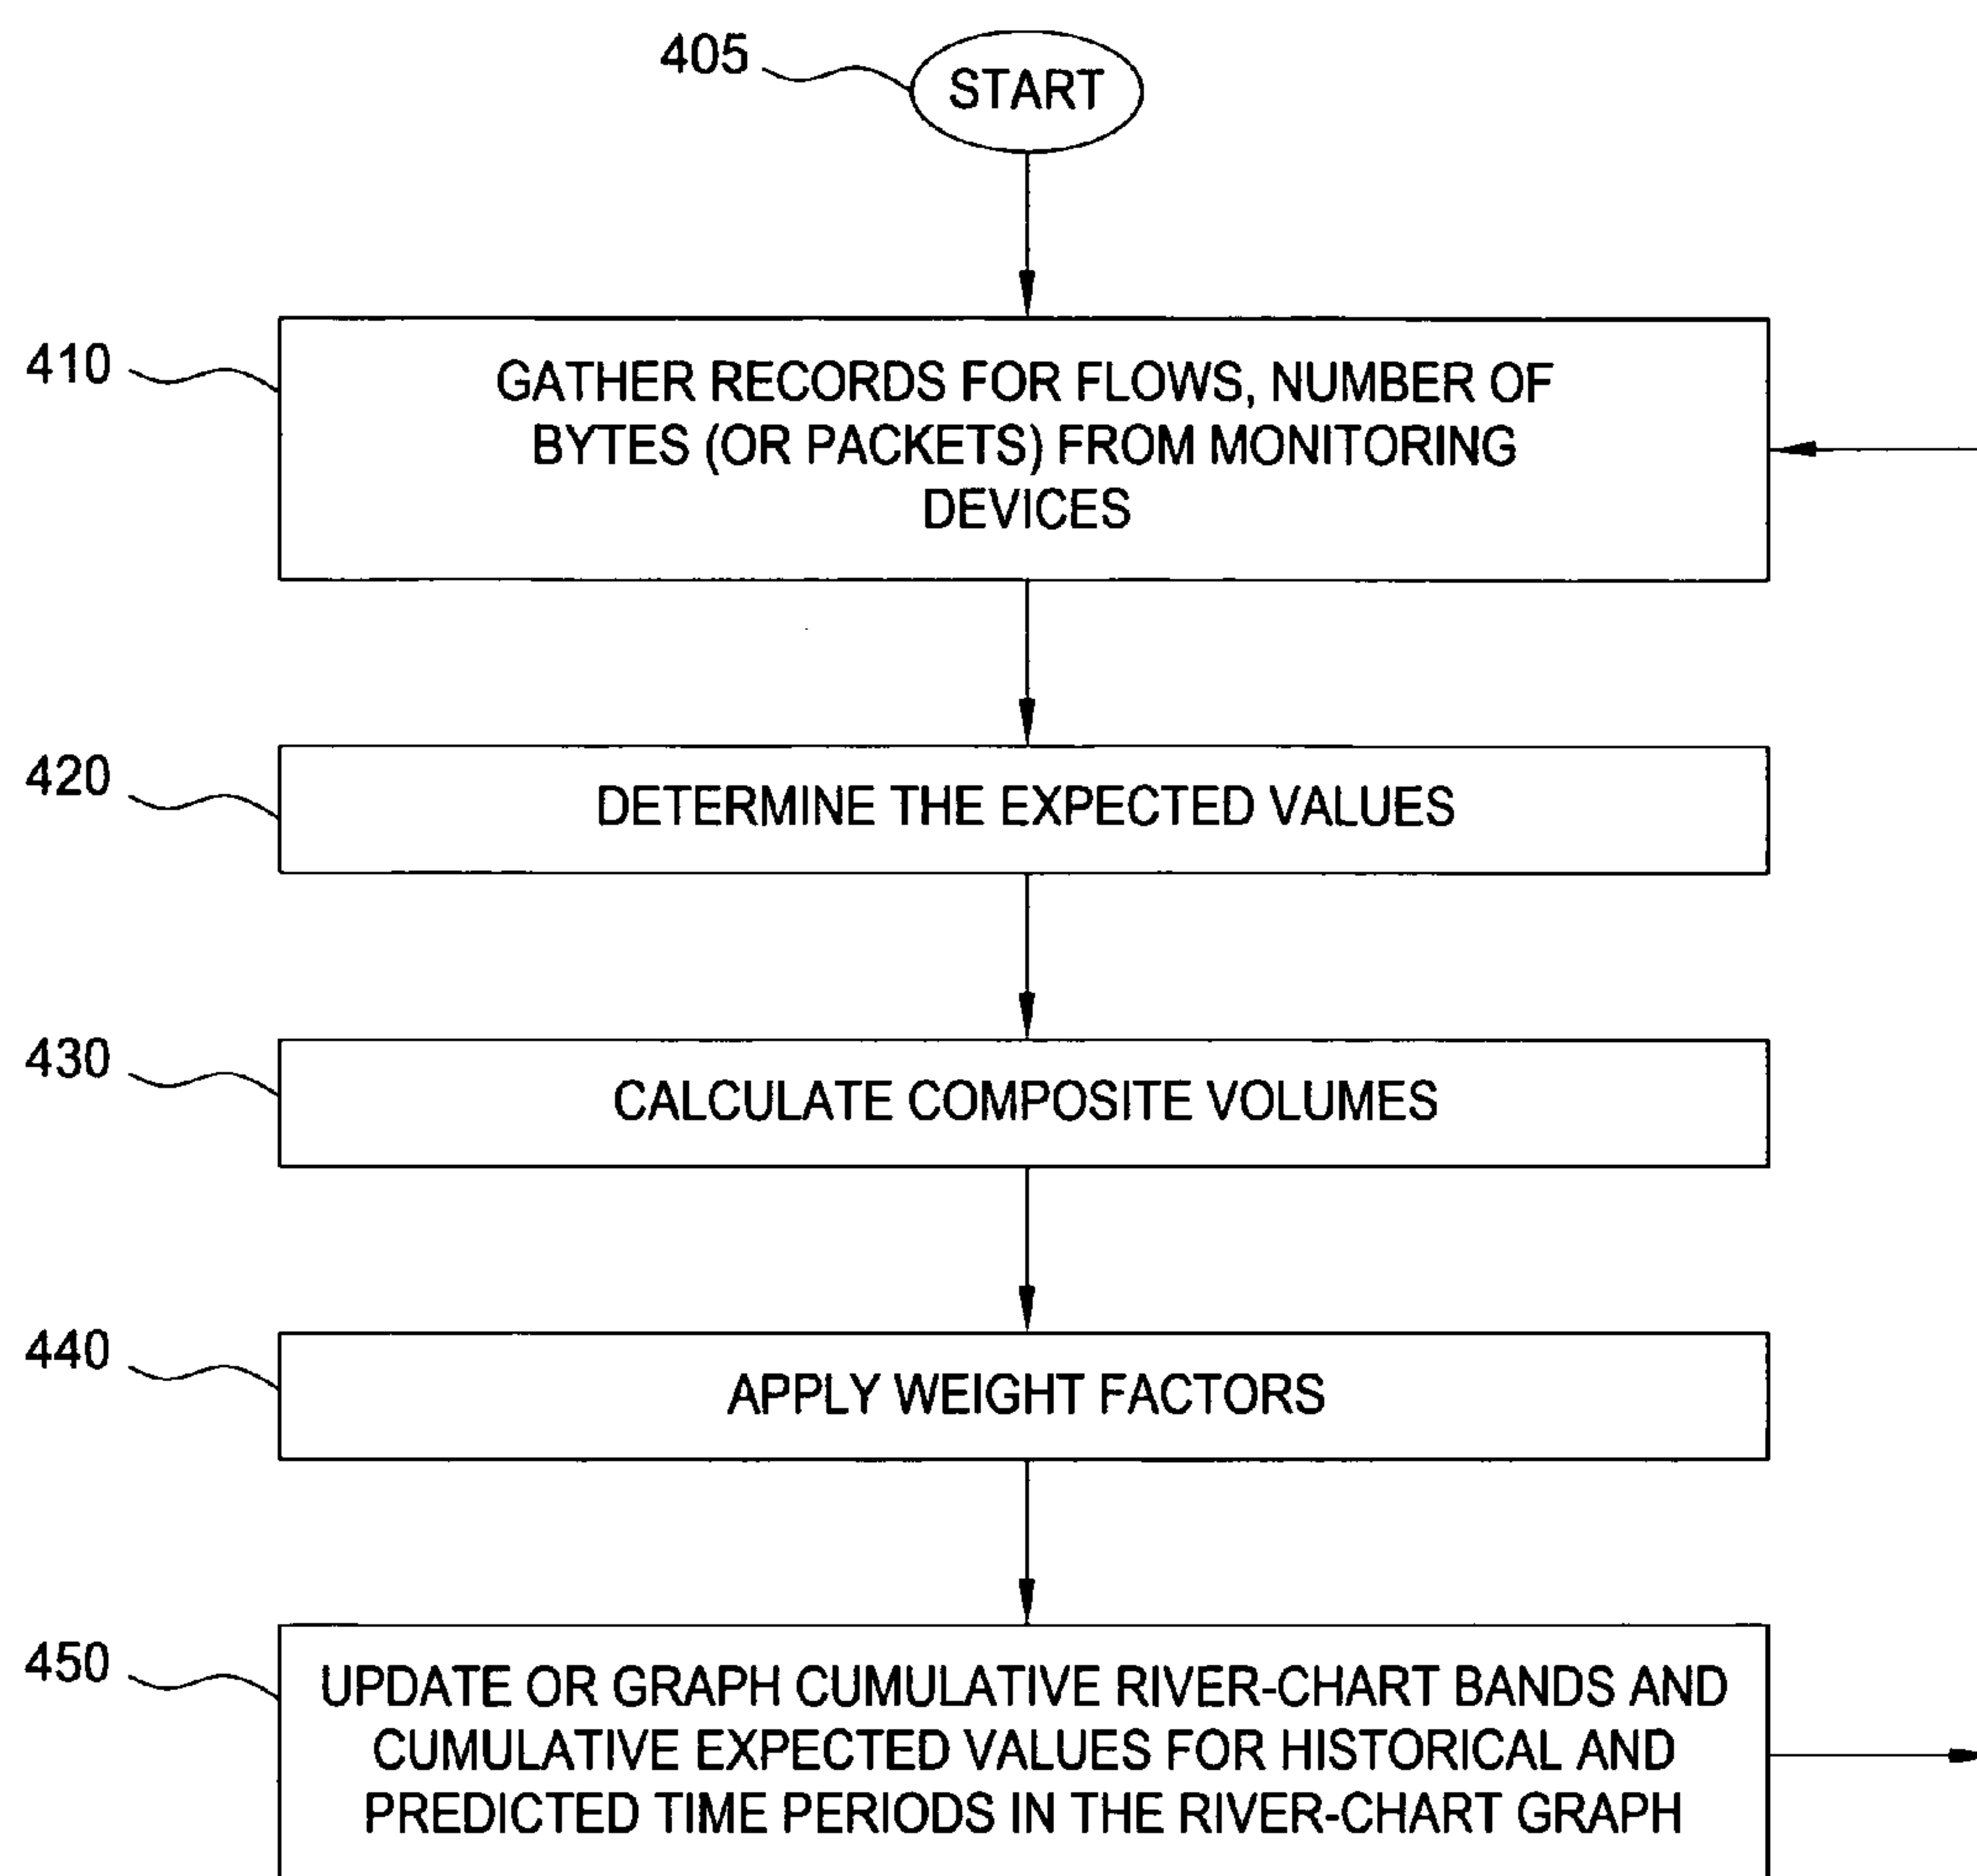 405
START
410
GATHER RECORDS FOR FLOWS, NUMBER OF
BYTES (OR PACKETS) FROM MONITORING
DEVICES
420
DETERMINE THE EXPECTED VALUES
430
CALCULATE COMPOSITE VOLUMES
440
APPLY WEIGHT FACTORS
450
UPDATE OR GRAPH CUMULATIVE RIVER-CHART BANDS AND
CUMULATIVE EXPECTED VALUES FOR HISTORICAL AND
PREDICTED TIME PERIODS IN THE RIVER-CHART GRAPH